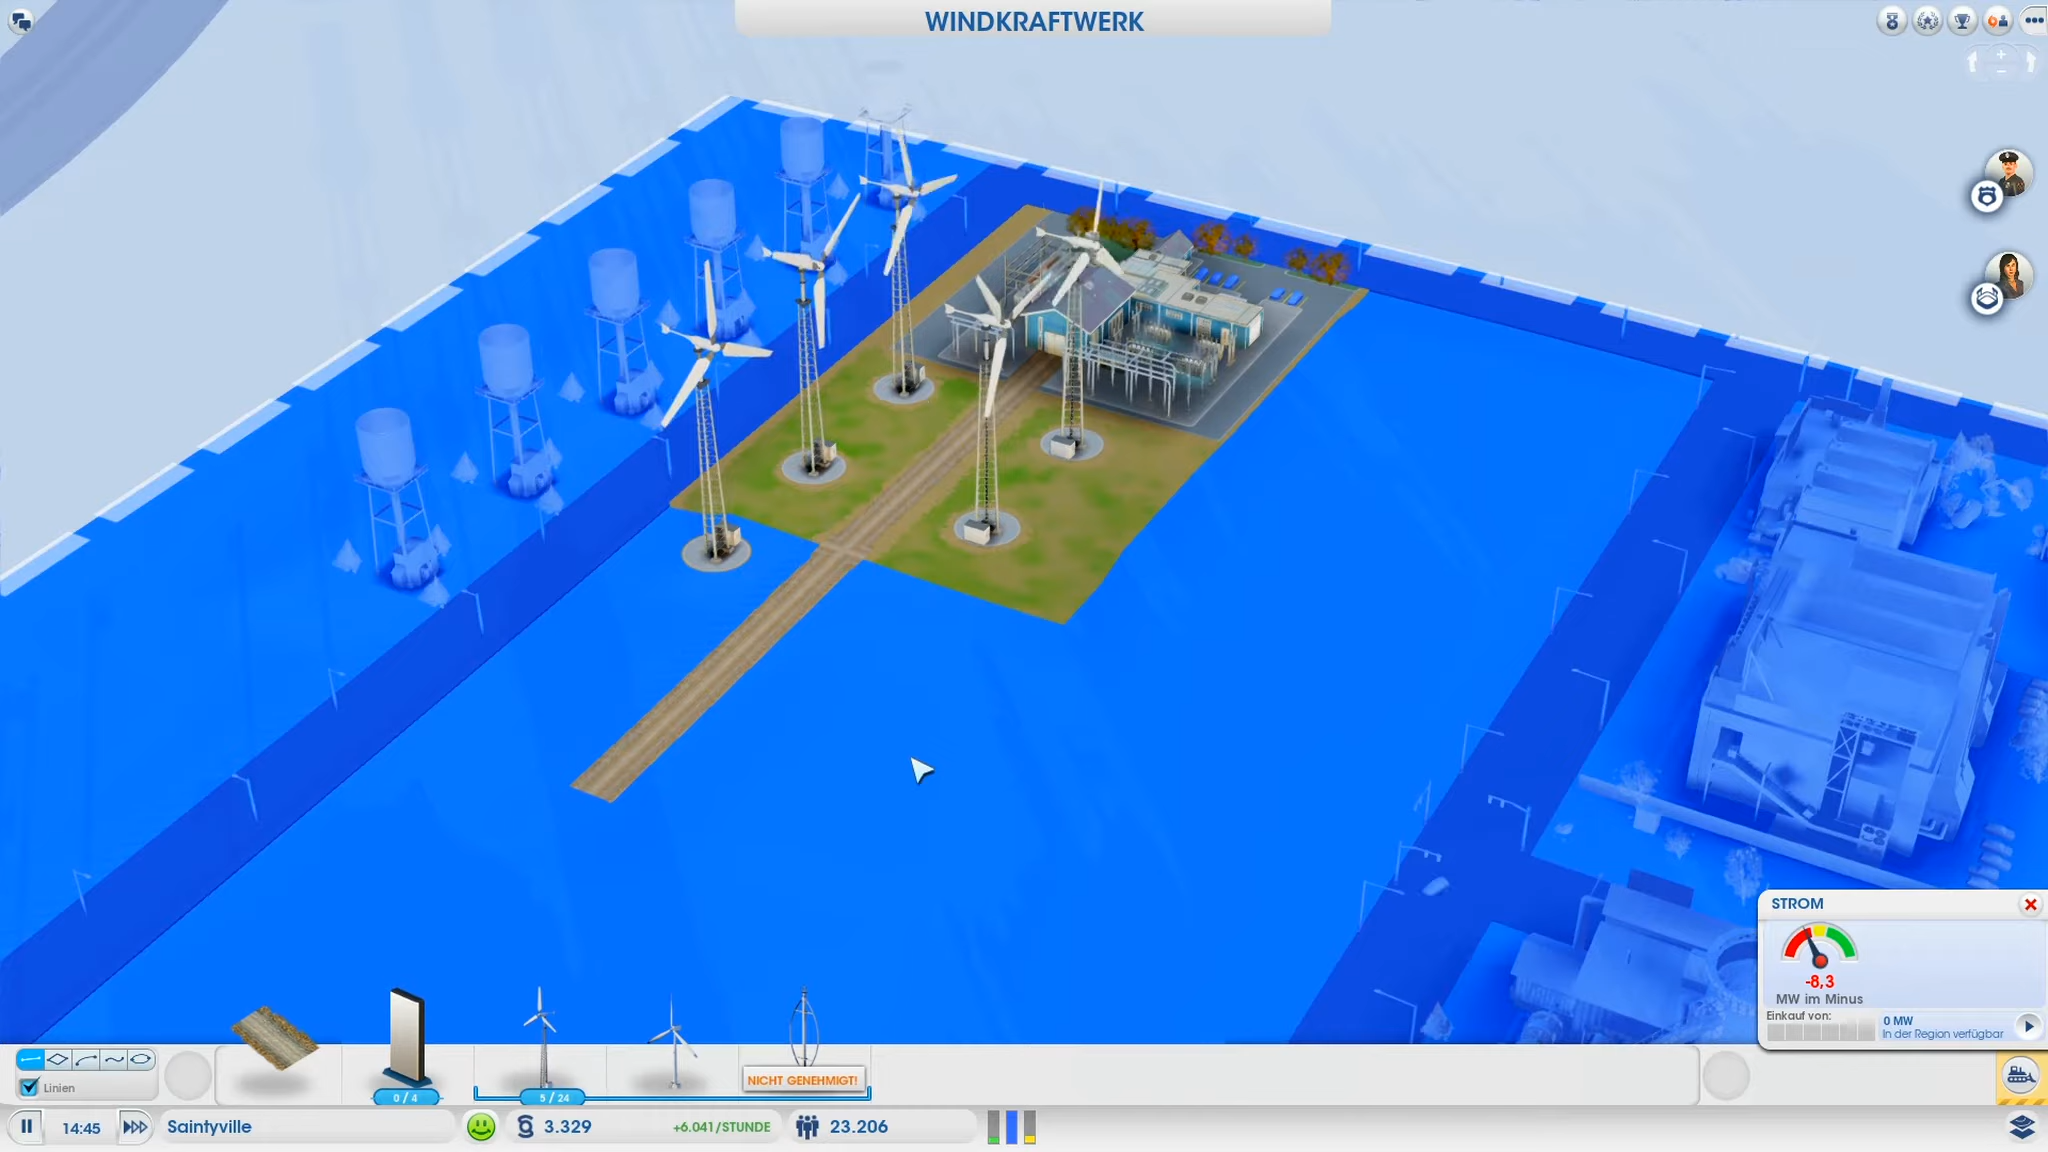 WINDKRAFTWERK
STROM
-8,3
MW im Minus
Einkauf von:
0 MW
In der Region verfügbar
NICHT GENEHMIGT!
Linien
0 / 4
5 / 24
14:45
Saintyville
3.329
+6.041/STUNDE
23.206